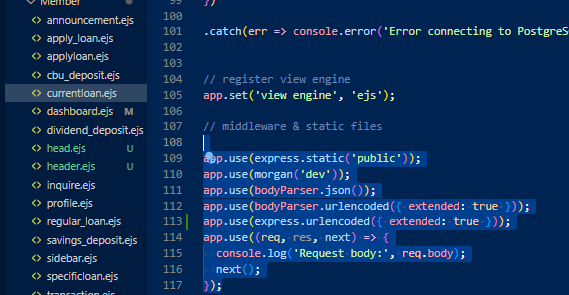 Member
announcement.ejs
apply_loan.ejs
applyloan.ejs
cbu_deposit.ejs
currentloan.ejs
dashboard.ejs M
dividend_deposit.ejs
head.ejs U
header.ejs U
inquire.ejs
profile.ejs
regular_loan.ejs
savings_deposit.ejs
sidebar.ejs
specificloan.ejs
transaction.ejs
99 })
100
101 .catch(err => console.error('Error connecting to PostgreS
102
103
104 // register view engine
105 app.set('view engine', 'ejs');
106
107 // middleware & static files
108
109 app.use(express.static('public'));
110 app.use(morgan('dev'));
111 app.use(bodyParser.json());
112 app.use(bodyParser.urlencoded({ extended: true }));
113 app.use(express.urlencoded({ extended: true }));
114 app.use((req, res, next) => {
115 console.log('Request body:', req.body);
116 next();
117 });